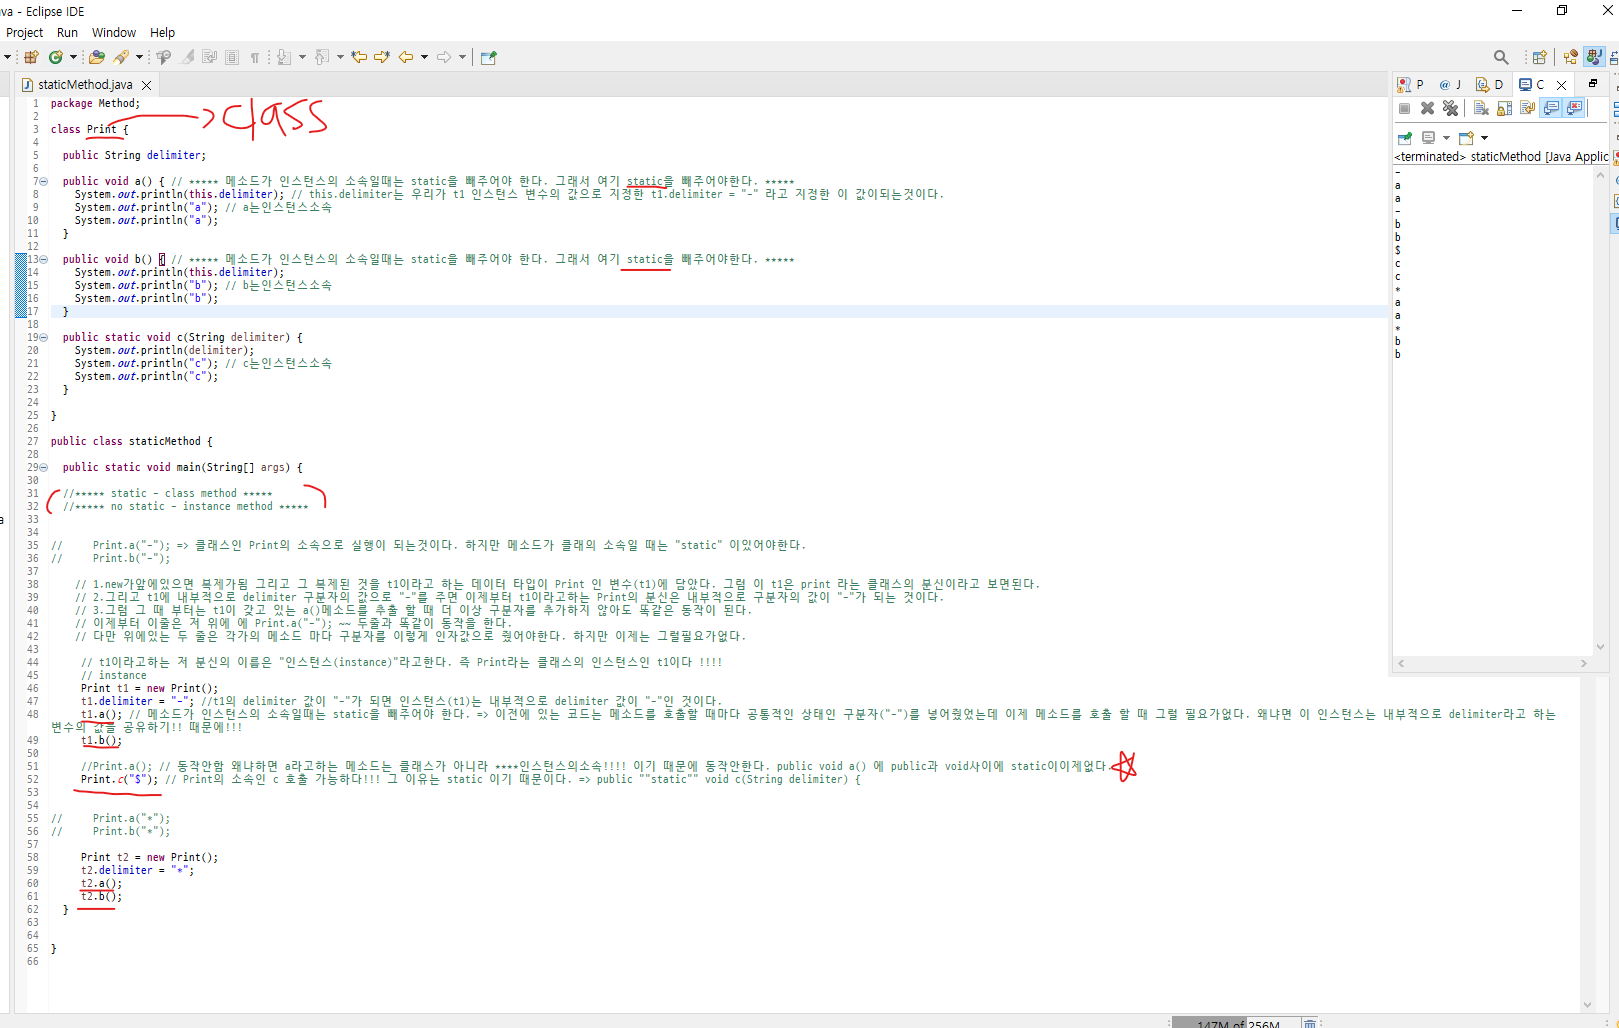 va - Eclipse IDE
Project Run Window Help
staticMethod.java
P @ J D C
1 package Method;
2
class
3 class Print {
4
5 public String delimiter;
6
7 public void a() { // ***** 메소드가 인스턴스의 소속일때는 static을 빼주어야 한다. 그래서 여기 static을 빼주어야한다. *****
8 System.out.println(this.delimiter); // this.delimiter는 우리가 t1 인스턴스 변수의 값으로 지정한 t1.delimiter = "-" 라고 지정한 이 값이되는것이다.
9 System.out.println("a"); // a는인스턴스소속
10 System.out.println("a");
11 }
12
13 public void b() { // ***** 메소드가 인스턴스의 소속일때는 static을 빼주어야 한다. 그래서 여기 static을 빼주어야한다. *****
14 System.out.println(this.delimiter);
15 System.out.println("b"); // b는인스턴스소속
16 System.out.println("b");
17 }
18
19 public static void c(String delimiter) {
20 System.out.println(delimiter);
21 System.out.println("c"); // c는인스턴스소속
22 System.out.println("c");
23 }
24
25 }
26
27 public class staticMethod {
28
29 public static void main(String[] args) {
30
31 //***** static - class method *****
32 //***** no static - instance method *****
33
34
35 // Print.a("-"); => 클래스인 Print의 소속으로 실행이 되는것이다. 하지만 메소드가 클래의 소속일 때는 "static" 이있어야한다.
36 // Print.b("-");
37
38 // 1.new가앞에있으면 복제가됨 그리고 그 복제된 것을 t1이라고 하는 데이터 타입이 Print 인 변수(t1)에 담았다. 그럼 이 t1은 print 라는 클래스의 분신이라고 보면된다.
39 // 2.그리고 t1에 내부적으로 delimiter 구분자의 값으로 "-"를 주면 이제부터 t1이라고하는 Print의 분신은 내부적으로 구분자의 값이 "-"가 되는 것이다.
40 // 3.그럼 그 때 부터는 t1이 갖고 있는 a()메소드를 추출 할 때 더 이상 구분자를 추가하지 않아도 똑같은 동작이 된다.
41 // 이제부터 이줄은 저 위에 에 Print.a("-"); ~~ 두줄과 똑같이 동작을 한다.
42 // 다만 위에있는 두 줄은 각가의 메소드 마다 구분자를 이렇게 인자값으로 줬어야한다. 하지만 이제는 그럴필요가없다.
43
44 // t1이라고하는 저 분신의 이름은 "인스턴스(instance)"라고한다. 즉 Print라는 클래스의 인스턴스인 t1이다 !!!!
45 // instance
46 Print t1 = new Print();
47 t1.delimiter = "-"; //t1의 delimiter 값이 "-"가 되면 인스턴스(t1)는 내부적으로 delimiter 값이 "-"인 것이다.
48 t1.a(); // 메소드가 인스턴스의 소속일때는 static을 빼주어야 한다. => 이전에 있는 코드는 메소드를 호출할 때마다 공통적인 상태인 구분자("-")를 넣어줬었는데 이제 메소드를 호출 할 때 그럴 필요가없다. 왜냐면 이 인스턴스는 내부적으로 delimiter라고 하는
변수의 값을 공유하기!! 때문에!!!
49 t1.b();
50
51 //Print.a(); // 동작안함 왜냐하면 a라고하는 메소드는 클래스가 아니라 ****인스턴스의소속!!!! 이기 때문에 동작안한다. public void a() 에 public과 void사이에 static이이제없다.
52 Print.c("$"); // Print의 소속인 c 호출 가능하다!!! 그 이유는 static 이기 때문이다. => public ""static"" void c(String delimiter) {
53
54
55 // Print.a("*");
56 // Print.b("*");
57
58 Print t2 = new Print();
59 t2.delimiter = "*";
60 t2.a();
61 t2.b();
62 }
63
64
65 }
66
<terminated> staticMethod [Java Applic
-
a
a
-
b
b
$
c
c
*
a
a
*
b
b
a
147M of 256M